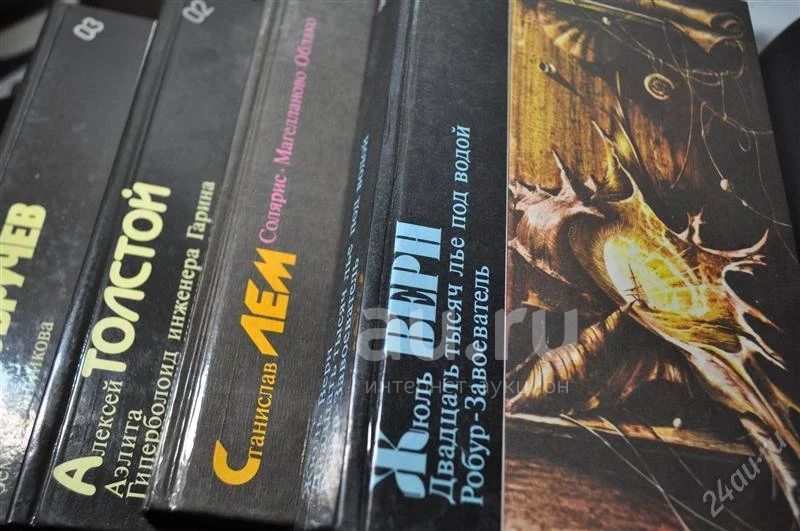 03
БРУЧЕВ
02
Алексей ТОЛСТОЙ
Аэлита
Гиперболоид инженера Гарина
Станислав ЛЕМ
Солярис · Магелланово Облако
Жюль ВЕРН
Двадцать тысяч лье под водой
Робур-Завоеватель
au.ru
интернет-аукцион
24au.ru